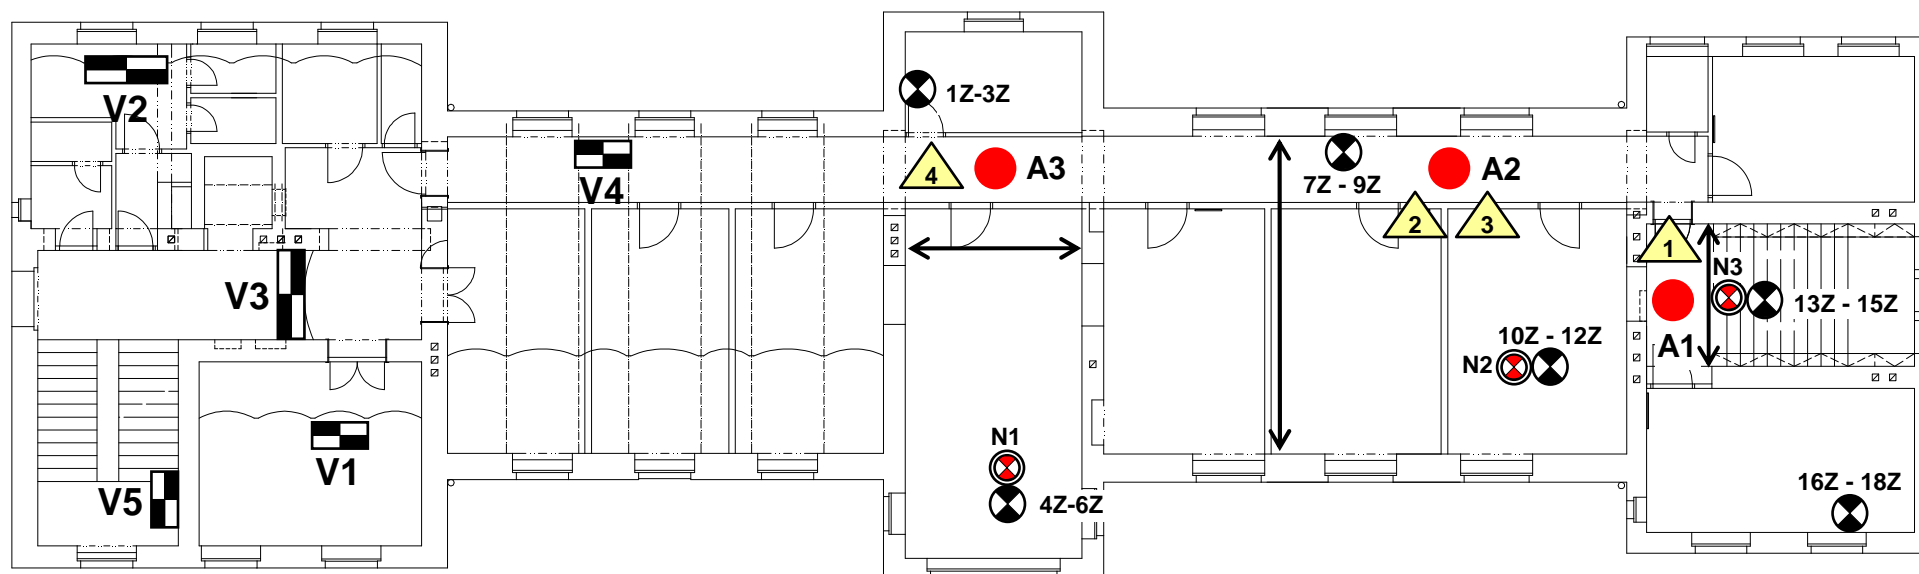 V2
V4
V3
V1
V5
1Z-3Z
4
A3
7Z - 9Z
A2
2
3
1
N3
13Z - 15Z
A1
10Z - 12Z
N2
N1
4Z-6Z
16Z - 18Z